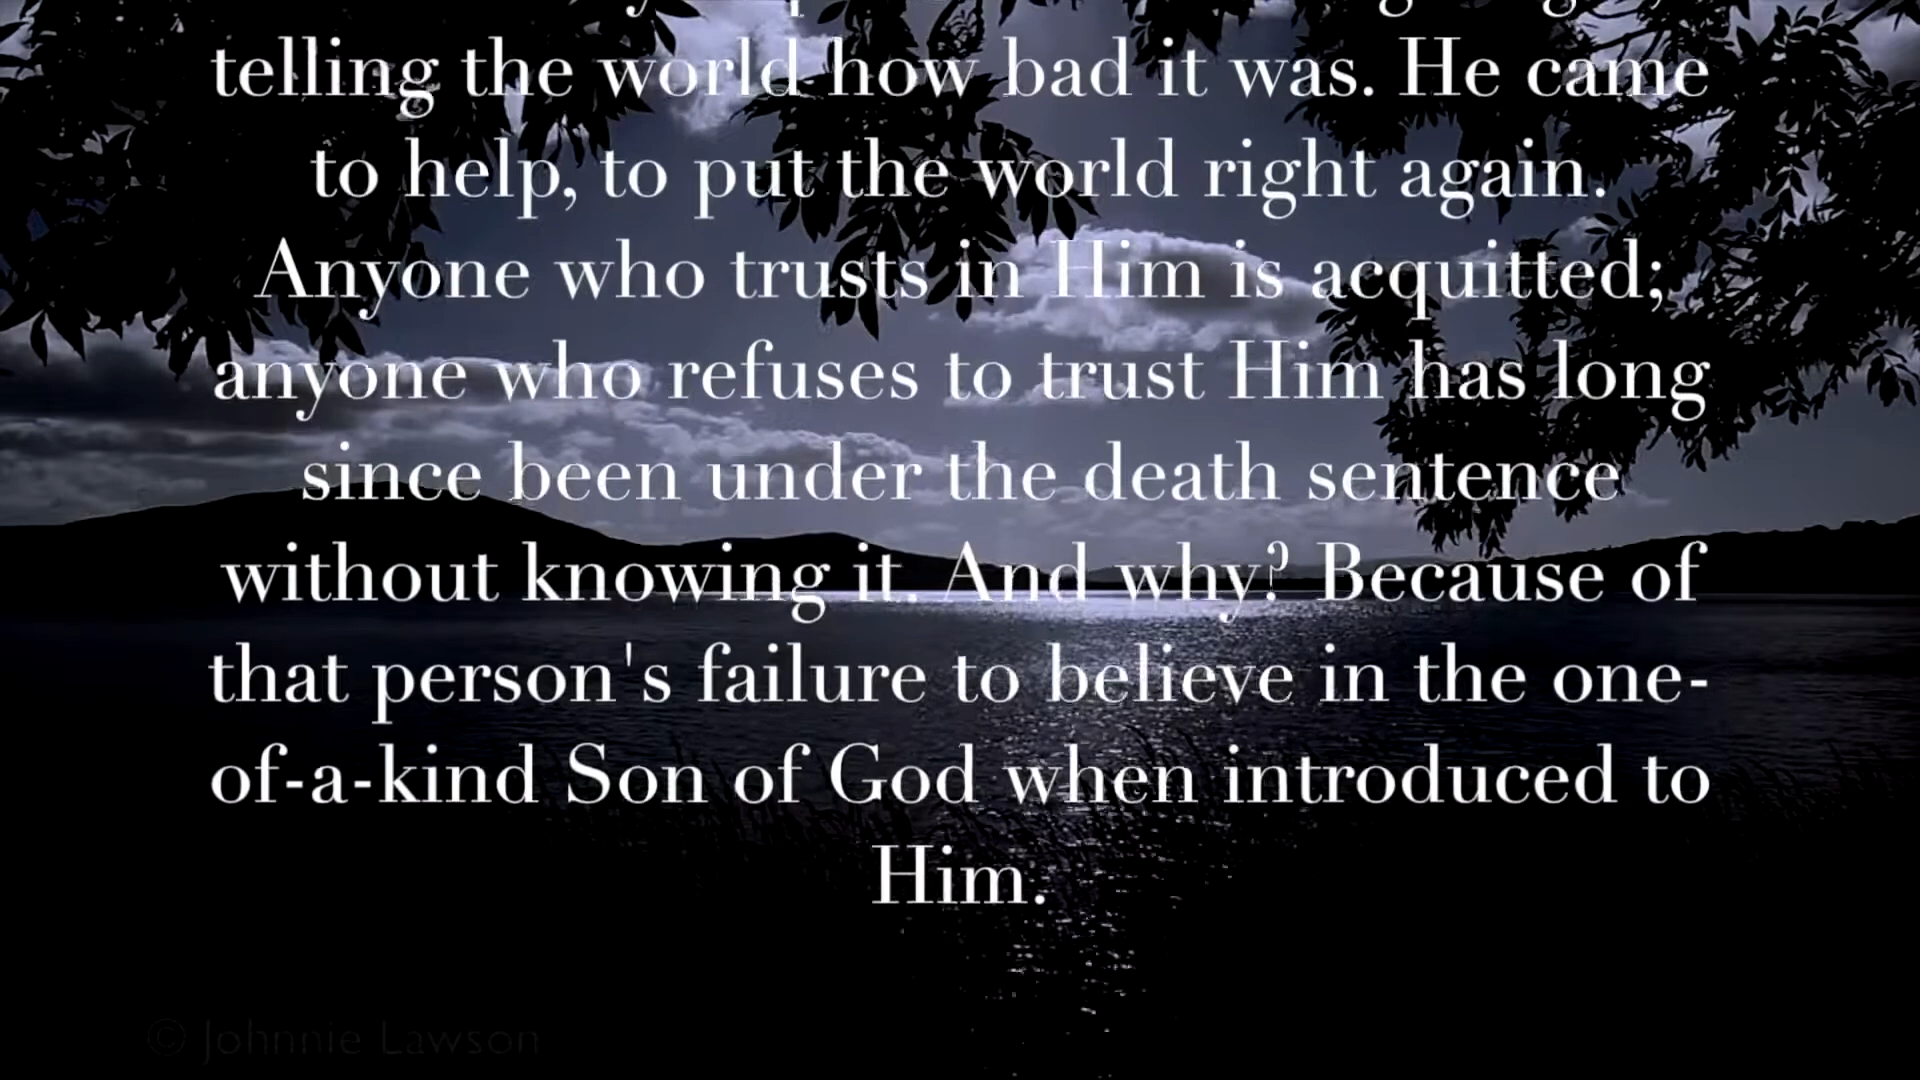 telling the world how bad it was. He came
to help, to put the world right again.
Anyone who trusts in Him is acquitted;
anyone who refuses to trust Him has long
since been under the death sentence
without knowing it. And why? Because of
that person's failure to believe in the one-
of-a-kind Son of God when introduced to
Him.
© Johnnie Lawson